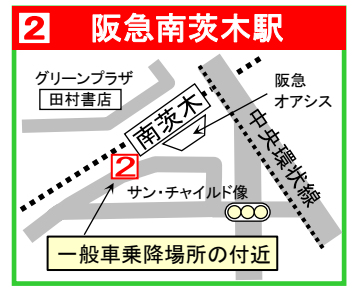 2 阪急南茨木駅
グリーンプラザ
田村書店
阪急
オアシス
南茨木
中央環状線
2
サン・チャイルド像
一般車乗降場所の付近